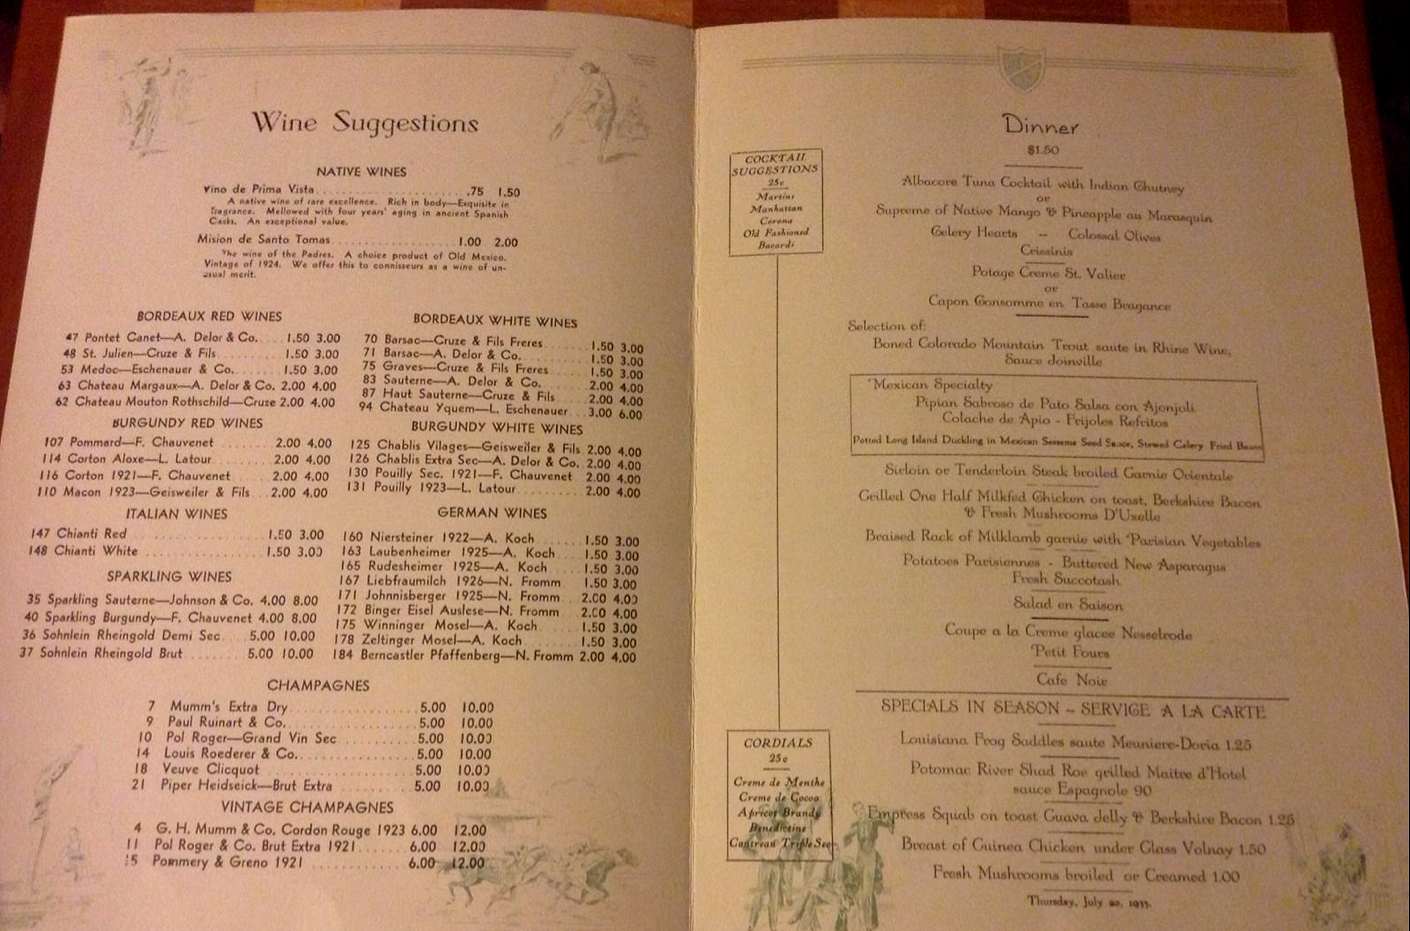 Wine Suggestions
NATIVE WINES
Vino de Prima Vista .75 1.50
A native wine of rare excellence. Rich in body—Exquisite in
fragrance. Mellowed with four years' aging in ancient Spanish
Casks. An exceptional value.
Mision de Santo Tomas 1.00 2.00
The wine of the Padres. A choice product of Old Mexico.
Vintage of 1924. We offer this to connisseurs as a wine of un-
usual merit.
BORDEAUX RED WINES
47 Pontet Canet—A. Delor & Co. 1.50 3.00
48 St. Julien—Cruze & Fils 1.50 3.00
53 Medoc—Eschenauer & Co. 1.50 3.00
63 Chateau Margaux—A. Delor & Co. 2.00 4.00
62 Chateau Mouton Rothschild—Cruze 2.00 4.00
BURGUNDY RED WINES
107 Pommard—F. Chauvenet 2.00 4.00
114 Corton Aloxe—L. Latour 2.00 4.00
116 Corton 1921—F. Chauvenet 2.00 4.00
110 Macon 1923—Geisweiler & Fils 2.00 4.00
ITALIAN WINES
147 Chianti Red 1.50 3.00
148 Chianti White 1.50 3.00
SPARKLING WINES
35 Sparkling Sauterne—Johnson & Co. 4.00 8.00
40 Sparkling Burgundy—F. Chauvenet 4.00 8.00
36 Sohnlein Rheingold Demi Sec 5.00 10.00
37 Sohnlein Rheingold Brut 5.00 10.00
BORDEAUX WHITE WINES
70 Barsac—Cruze & Fils Freres 1.50 3.00
71 Barsac—A. Delor & Co. 1.50 3.00
75 Graves—Cruze & Fils Freres 1.50 3.00
83 Sauterne—A. Delor & Co. 2.00 4.00
87 Haut Sauterne—Cruze & Fils 2.00 4.00
94 Chateau Yquem—L. Eschenauer 3.00 6.00
BURGUNDY WHITE WINES
125 Chablis Vilages—Geisweiler & Fils 2.00 4.00
126 Chablis Extra Sec—A. Delor & Co. 2.00 4.00
130 Pouilly Sec. 1921—F. Chauvenet 2.00 4.00
131 Pouilly 1923—L. Latour 2.00 4.00
GERMAN WINES
160 Niersteiner 1922—A. Koch 1.50 3.00
163 Laubenheimer 1925—A. Koch 1.50 3.00
165 Rudesheimer 1925—A. Koch 1.50 3.00
167 Liebfraumilch 1926—N. Fromm 1.50 3.00
171 Johnnisberger 1925—N. Fromm 2.00 4.00
172 Binger Eisel Auslese—N. Fromm 2.00 4.00
175 Winninger Mosel—A. Koch 1.50 3.00
178 Zeltinger Mosel—A. Koch 1.50 3.00
184 Berncastler Pfaffenberg—N. Fromm 2.00 4.00
CHAMPAGNES
7 Mumm's Extra Dry 5.00 10.00
9 Paul Ruinart & Co. 5.00 10.00
10 Pol Roger—Grand Vin Sec 5.00 10.00
14 Louis Roederer & Co. 5.00 10.00
18 Veuve Clicquot 5.00 10.00
21 Piper Heidseick—Brut Extra 5.00 10.00
VINTAGE CHAMPAGNES
4 G. H. Mumm & Co. Cordon Rouge 1923 6.00 12.00
11 Pol Roger & Co. Brut Extra 1921 6.00 12.00
15 Pommery & Greno 1921 6.00 12.00
COCKTAIL
SUGGESTIONS
25c
Martini
Manhattan
Corona
Old Fashioned
Bacardi
CORDIALS
25c
Creme de Menthe
Creme de Cocoa
Apricot Brandy
Benedictine
Cointreau Triple Sec
Dinner
$1.50
Albacore Tuna Cocktail with Indian Chutney
or
Supreme of Native Mango & Pineapple au Marasquin
Celery Hearts – Colossal Olives
Crissinis
Potage Creme St. Valier
or
Capon Consomme en Tasse Bragance
Selection of:
Boned Colorado Mountain Trout saute in Rhine Wine,
Sauce Joinville
Mexican Specialty
Pipian Sabroso de Pato Salsa con Ajonjoli
Colache de Apio - Frijoles Refritos
Potted Long Island Duckling in Mexican Sesame Seed Sauce, Stewed Celery Fried Beans
Sirloin or Tenderloin Steak broiled Garnie Orientale
Grilled One Half Milkfed Chicken on toast, Berkshire Bacon
& Fresh Mushrooms D'Uxelle
Braised Rack of Milklamb garnie with Parisian Vegetables
Potatoes Parisiennes - Buttered New Asparagus
Fresh Succotash
Salad en Saison
Coupe a la Creme glacee Nesselrode
Petit Fours
Cafe Noir
SPECIALS IN SEASON – SERVICE A LA CARTE
Louisiana Frog Saddles saute Meuniere-Doria 1.25
Potomac River Shad Roe grilled Maitre d'Hotel
sauce Espagnole 90
Empress Squab on toast Guava Jelly & Berkshire Bacon 1.25
Breast of Guinea Chicken under Glass Volnay 1.50
Fresh Mushrooms broiled or Creamed 1.00
Thursday, July 20, 1933.